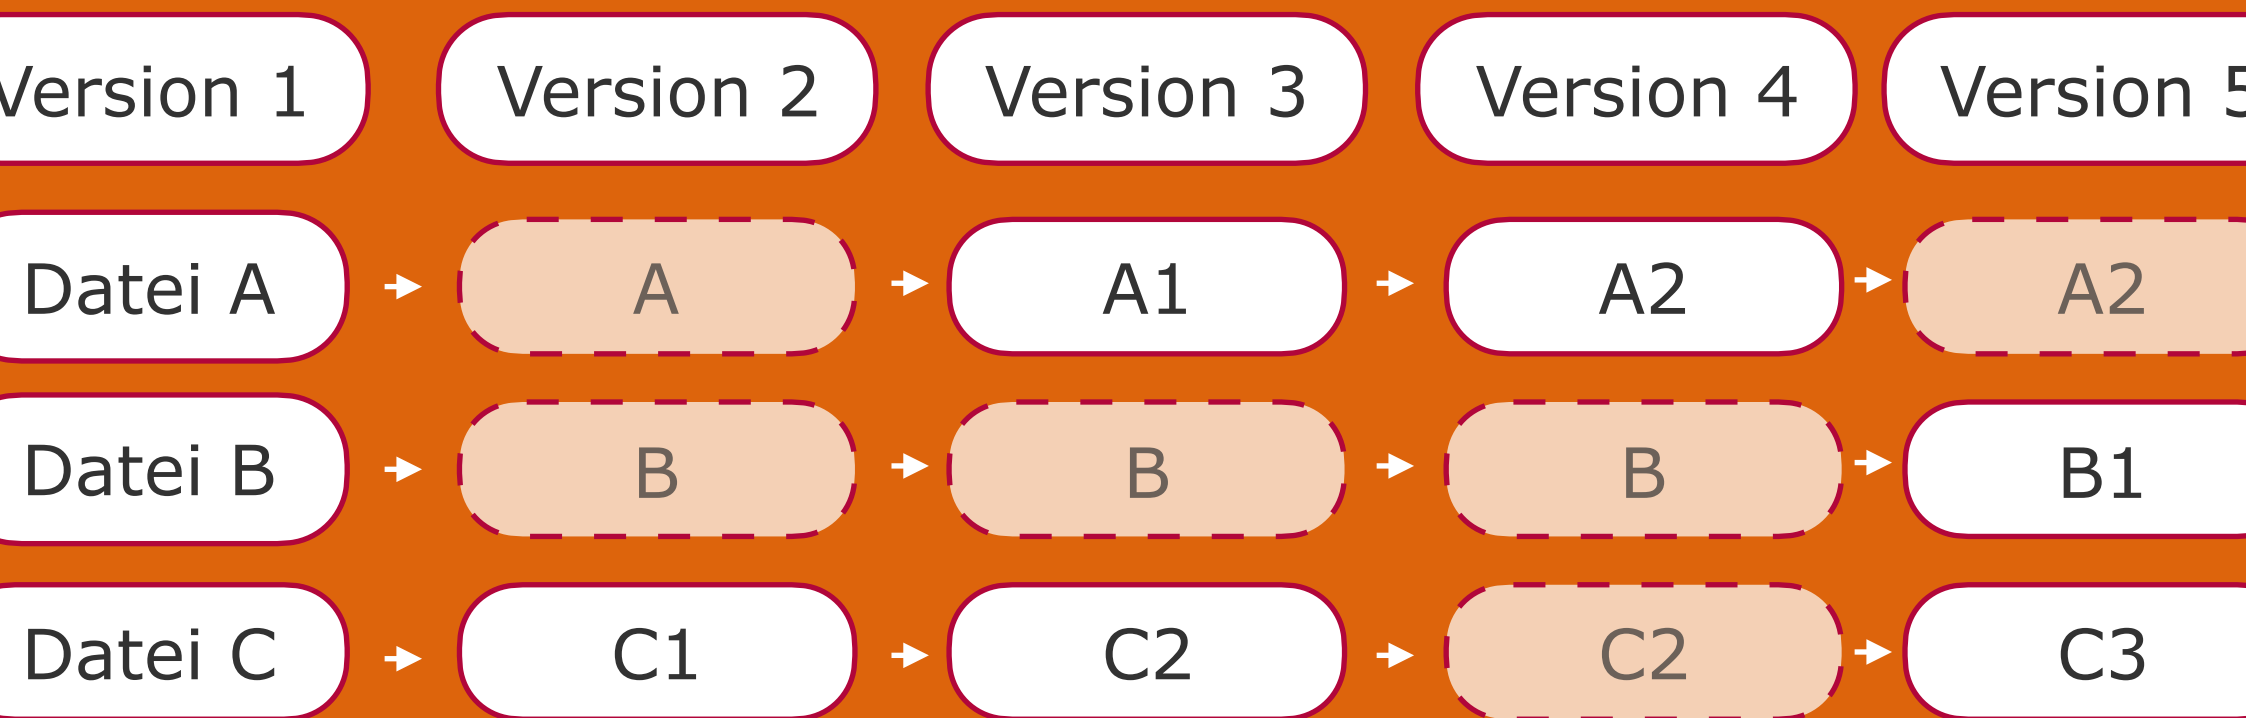 Version 1 Version 2 Version 3 Version 4 Version 5
Datei A A A1 A2 A2
Datei B B B B B1
Datei C C1 C2 C2 C3